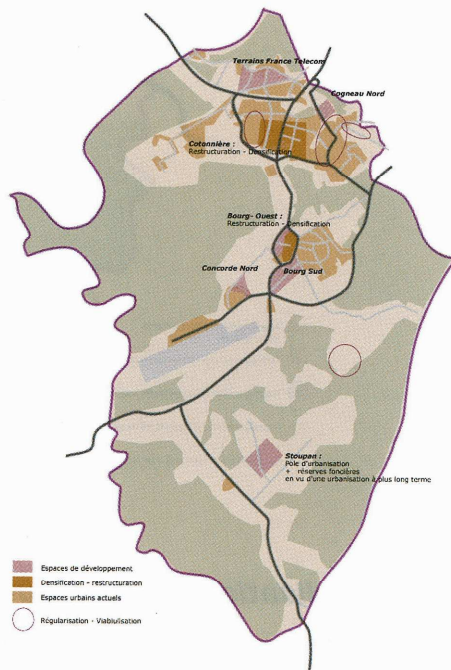 Terrains France Telecom
Cogneau Nord
Cotonnière :
Restructuration - Densification
Bourg- Ouest :
Restructuration - Densification
Concorde Nord
Bourg Sud
Stoupan :
Pôle d'urbanisation
+ réserves foncières
en vu d'une urbanisation à plus long terme
Espaces de développement
Densification - restructuration
Espaces urbains actuels
Régularisation - Viabilisation